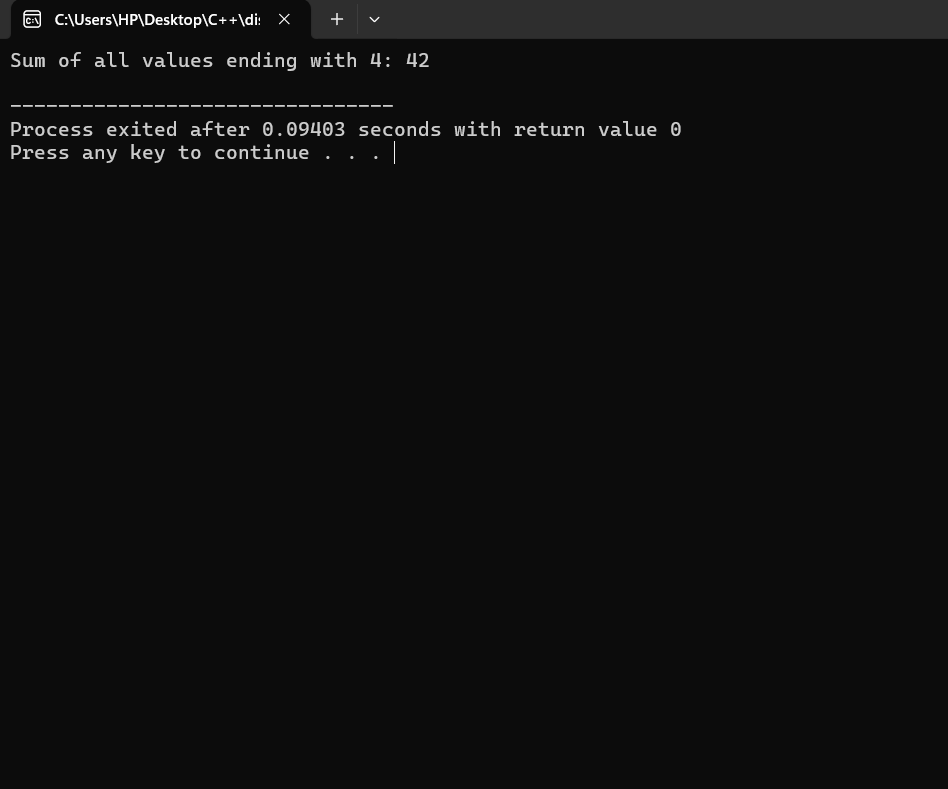 C:\Users\HP\Desktop\C++\di
Sum of all values ending with 4: 42
--------------------------------
Process exited after 0.09403 seconds with return value 0
Press any key to continue . . .